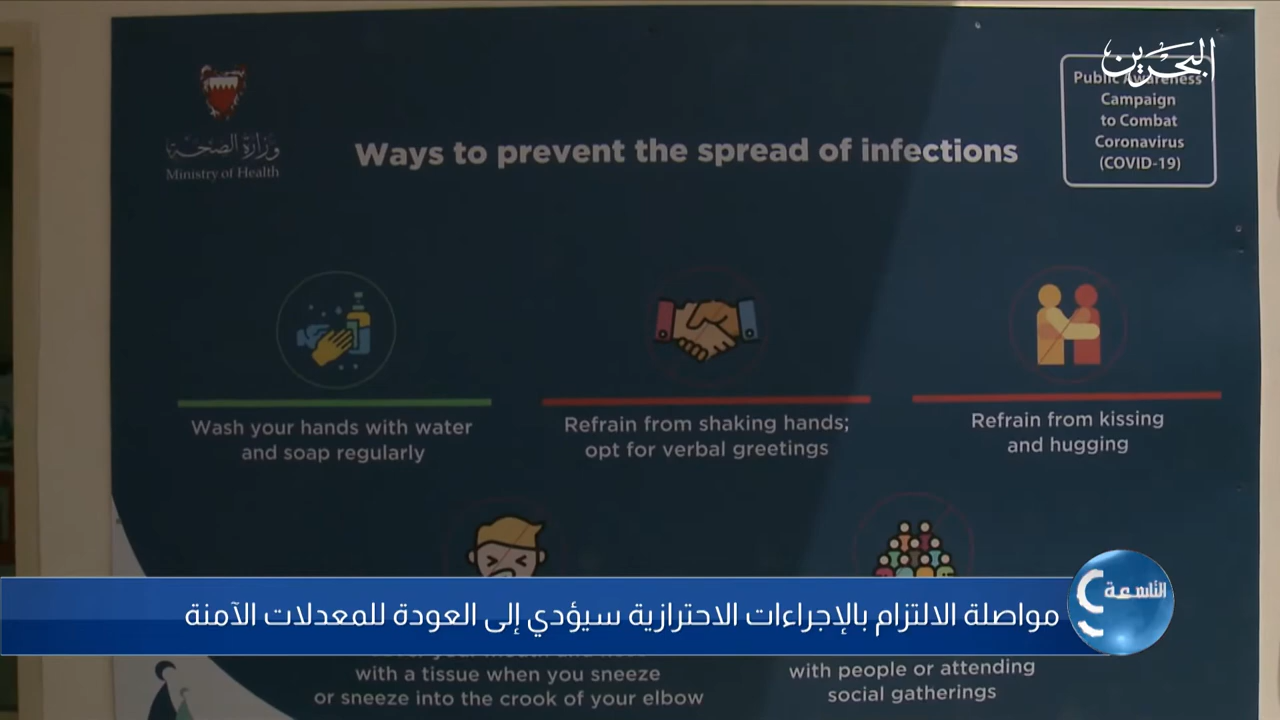 البحرين
Public Awareness
Campaign
to Combat
Coronavirus
(COVID-19)
وزارة الصحة
Ministry of Health
Ways to prevent the spread of infections
Wash your hands with water
and soap regularly
Refrain from shaking hands;
opt for verbal greetings
Refrain from kissing
and hugging
التاسعة
مواصلة الالتزام بالإجراءات الاحترازية سيؤدي إلى العودة للمعدلات الآمنة
with a tissue when you sneeze
or sneeze into the crook of your elbow
with people or attending
social gatherings